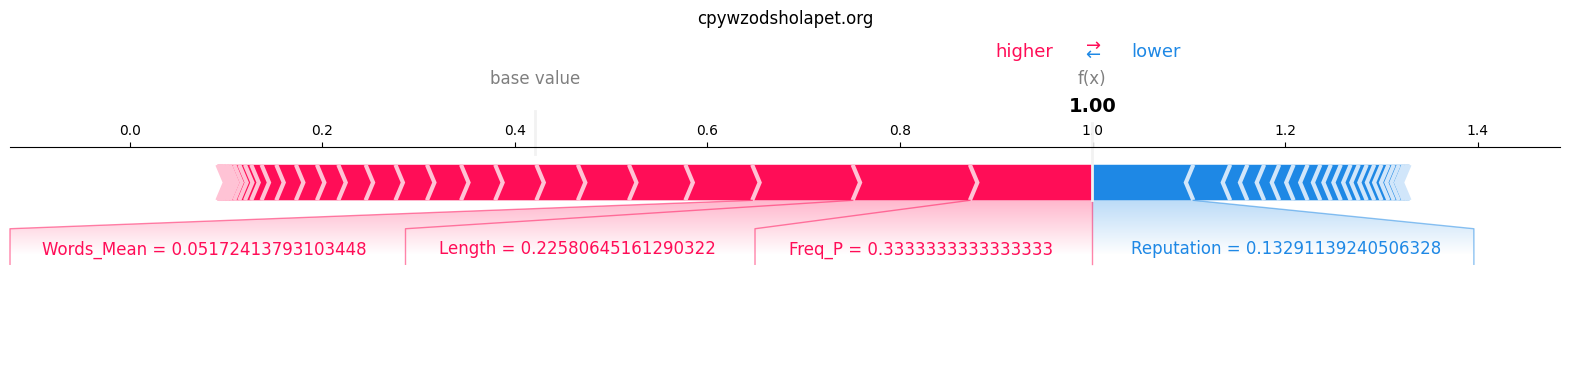 cpywzodsholapet.org
higher ⇄ lower
base value f(x)
1.00
0.0 0.2 0.4 0.6 0.8 1.0 1.2 1.4
Words_Mean = 0.05172413793103448 Length = 0.22580645161290322 Freq_P = 0.3333333333333333 Reputation = 0.13291139240506328